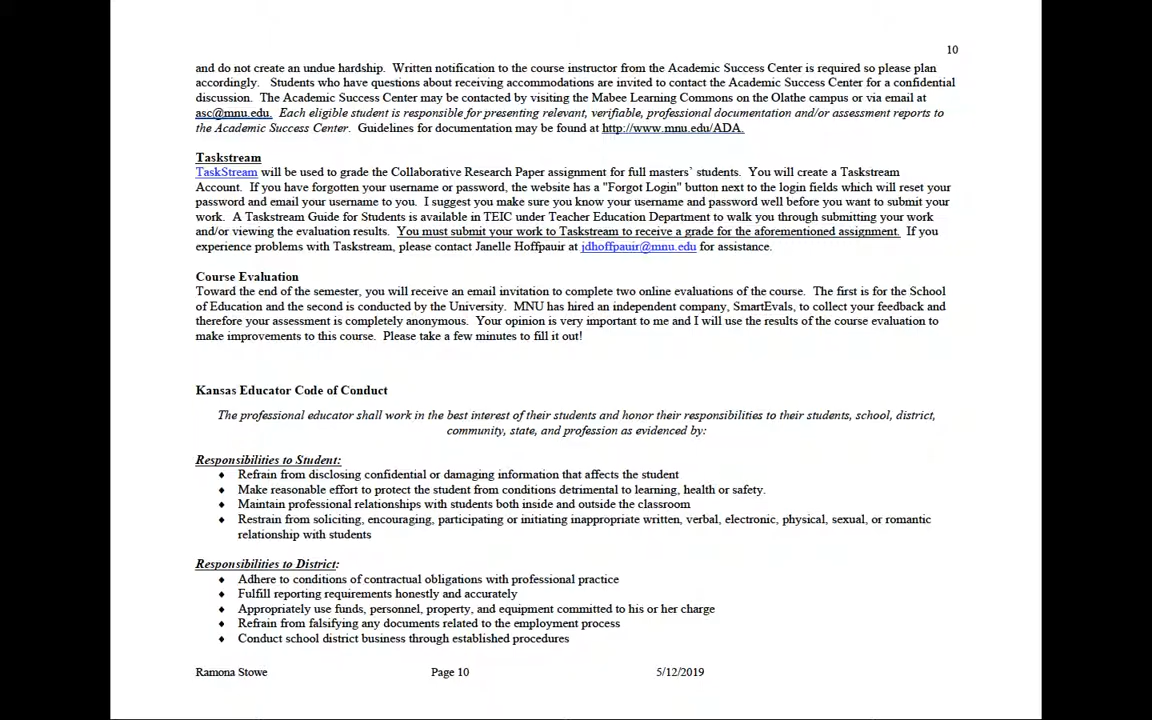 10
and do not create an undue hardship. Written notification to the course instructor from the Academic Success Center is required so please plan
accordingly. Students who have questions about receiving accommodations are invited to contact the Academic Success Center for a confidential
discussion. The Academic Success Center may be contacted by visiting the Mabee Learning Commons on the Olathe campus or via email at
asc@mnu.edu. Each eligible student is responsible for presenting relevant, verifiable, professional documentation and/or assessment reports to
the Academic Success Center. Guidelines for documentation may be found at http://www.mnu.edu/ADA.
Taskstream
TaskStream will be used to grade the Collaborative Research Paper assignment for full masters’ students. You will create a Taskstream
Account. If you have forgotten your username or password, the website has a "Forgot Login" button next to the login fields which will reset your
password and email your username to you. I suggest you make sure you know your username and password well before you want to submit your
work. A Taskstream Guide for Students is available in TEIC under Teacher Education Department to walk you through submitting your work
and/or viewing the evaluation results. You must submit your work to Taskstream to receive a grade for the aforementioned assignment. If you
experience problems with Taskstream, please contact Janelle Hoffpauir at jdhoffpauir@mnu.edu for assistance.
Course Evaluation
Toward the end of the semester, you will receive an email invitation to complete two online evaluations of the course. The first is for the School
of Education and the second is conducted by the University. MNU has hired an independent company, SmartEvals, to collect your feedback and
therefore your assessment is completely anonymous. Your opinion is very important to me and I will use the results of the course evaluation to
make improvements to this course. Please take a few minutes to fill it out!
Kansas Educator Code of Conduct
The professional educator shall work in the best interest of their students and honor their responsibilities to their students, school, district,
community, state, and profession as evidenced by:
Responsibilities to Student:
♦ Refrain from disclosing confidential or damaging information that affects the student
♦ Make reasonable effort to protect the student from conditions detrimental to learning, health or safety.
♦ Maintain professional relationships with students both inside and outside the classroom
♦ Restrain from soliciting, encouraging, participating or initiating inappropriate written, verbal, electronic, physical, sexual, or romantic
relationship with students
Responsibilities to District:
♦ Adhere to conditions of contractual obligations with professional practice
♦ Fulfill reporting requirements honestly and accurately
♦ Appropriately use funds, personnel, property, and equipment committed to his or her charge
♦ Refrain from falsifying any documents related to the employment process
♦ Conduct school district business through established procedures
Ramona Stowe Page 10 5/12/2019